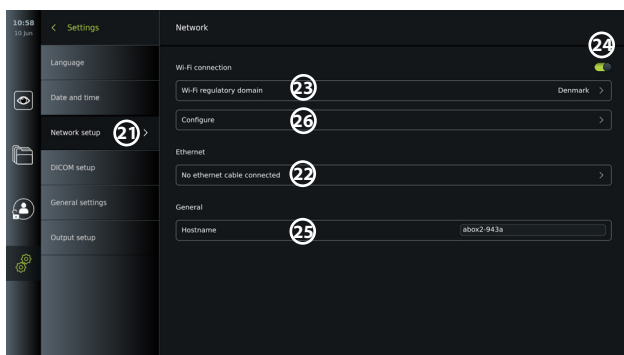 10:58
10 Jun
Settings
Language
Date and time
Network setup 21
DICOM setup
General settings
Output setup
Network
24
Wi-Fi connection
Wi-Fi regulatory domain 23 Denmark
Configure 26
Ethernet
No ethernet cable connected 22
General
Hostname 25 abox2-943a